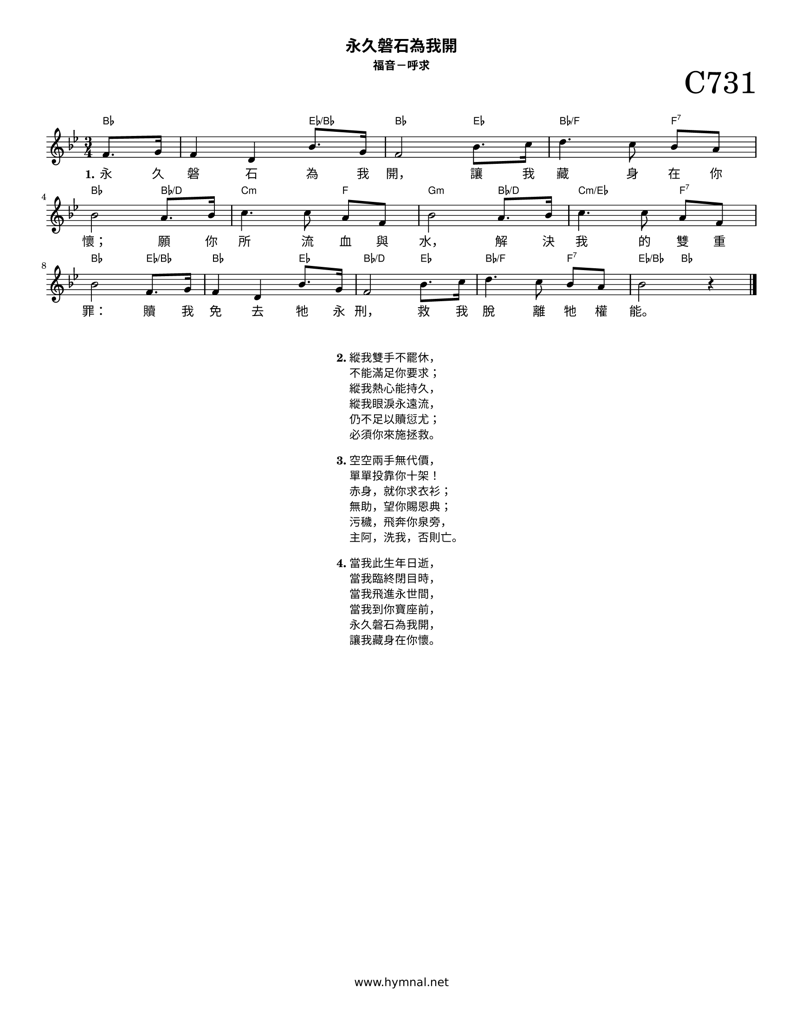 永久磐石為我開
福音－呼求
C731
B♭ E♭/B♭ B♭ E♭ B♭/F F7
1. 永 久 磐 石 為 我 開， 讓 我 藏 身 在 你
4
B♭ B♭/D Cm F Gm B♭/D Cm/E♭ F7
懷； 願 你 所 流 血 與 水， 解 決 我 的 雙 重
8
B♭ E♭/B♭ B♭ E♭ B♭/D E♭ B♭/F F7 E♭/B♭ B♭
罪： 贖 我 免 去 牠 永 刑， 救 我 脫 離 牠 權 能。
2. 縱我雙手不罷休，
不能滿足你要求；
縱我熱心能持久，
縱我眼淚永遠流，
仍不足以贖愆尤；
必須你來施拯救。
3. 空空兩手無代價，
單單投靠你十架！
赤身，就你求衣衫；
無助，望你賜恩典；
污穢，飛奔你泉旁，
主阿，洗我，否則亡。
4. 當我此生年日逝，
當我臨終閉目時，
當我飛進永世間，
當我到你寶座前，
永久磐石為我開，
讓我藏身在你懷。
www.hymnal.net